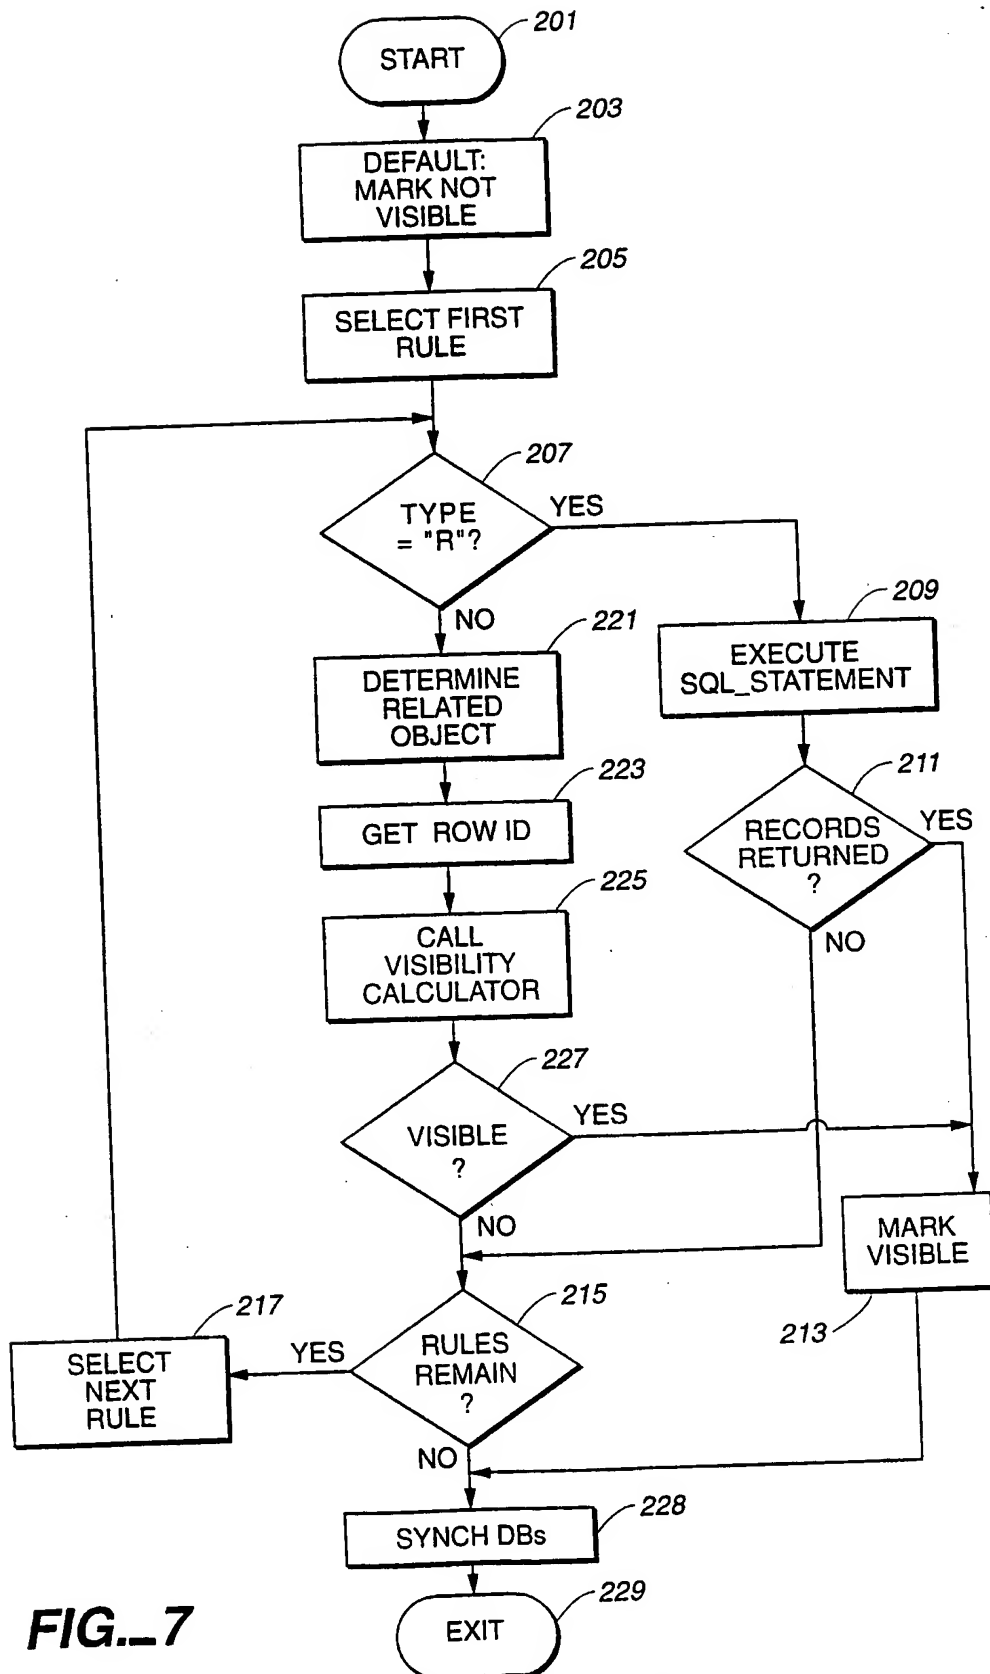 201
START
203
DEFAULT:
MARK NOT
VISIBLE
205
SELECT FIRST
RULE
207
TYPE
= "R"?
YES
NO
209
EXECUTE
SQL_STATEMENT
221
DETERMINE
RELATED
OBJECT
211
RECORDS
RETURNED
?
YES
NO
223
GET ROW ID
225
CALL
VISIBILITY
CALCULATOR
227
VISIBLE
?
YES
NO
MARK
VISIBLE
213
215
RULES
REMAIN
?
YES
NO
217
SELECT
NEXT
RULE
228
SYNCH DBs
229
EXIT
FIG._7